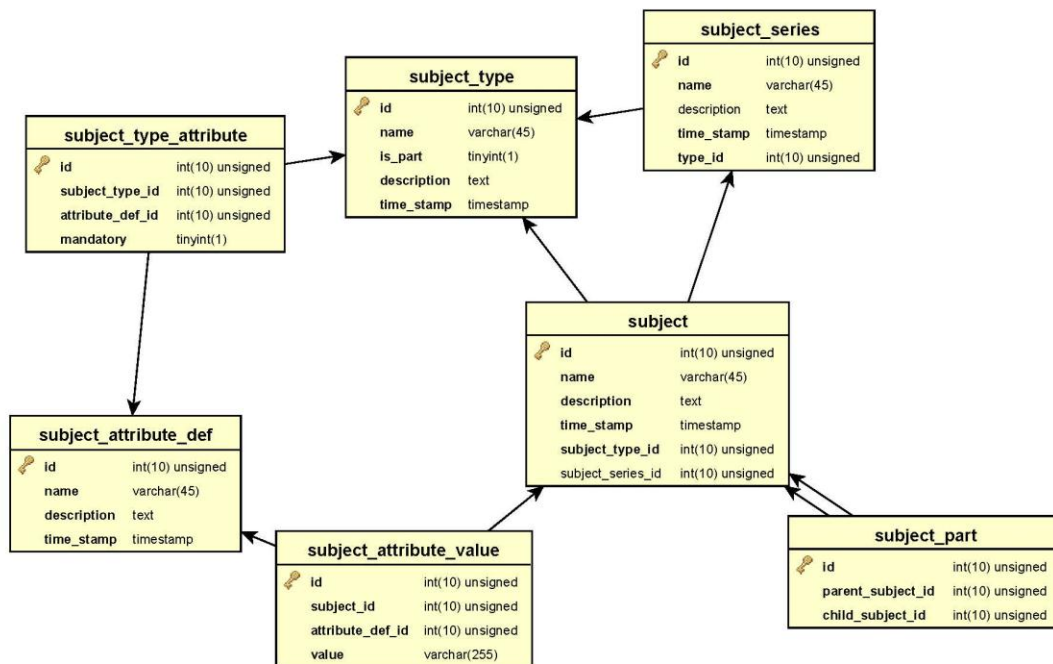 subject_series
id int(10) unsigned
name varchar(45)
description text
time_stamp timestamp
type_id int(10) unsigned
subject_type
id int(10) unsigned
name varchar(45)
is_part tinyint(1)
description text
time_stamp timestamp
subject_type_attribute
id int(10) unsigned
subject_type_id int(10) unsigned
attribute_def_id int(10) unsigned
mandatory tinyint(1)
subject
id int(10) unsigned
name varchar(45)
description text
time_stamp timestamp
subject_type_id int(10) unsigned
subject_series_id int(10) unsigned
subject_attribute_def
id int(10) unsigned
name varchar(45)
description text
time_stamp timestamp
subject_attribute_value
id int(10) unsigned
subject_id int(10) unsigned
attribute_def_id int(10) unsigned
value varchar(255)
subject_part
id int(10) unsigned
parent_subject_id int(10) unsigned
child_subject_id int(10) unsigned